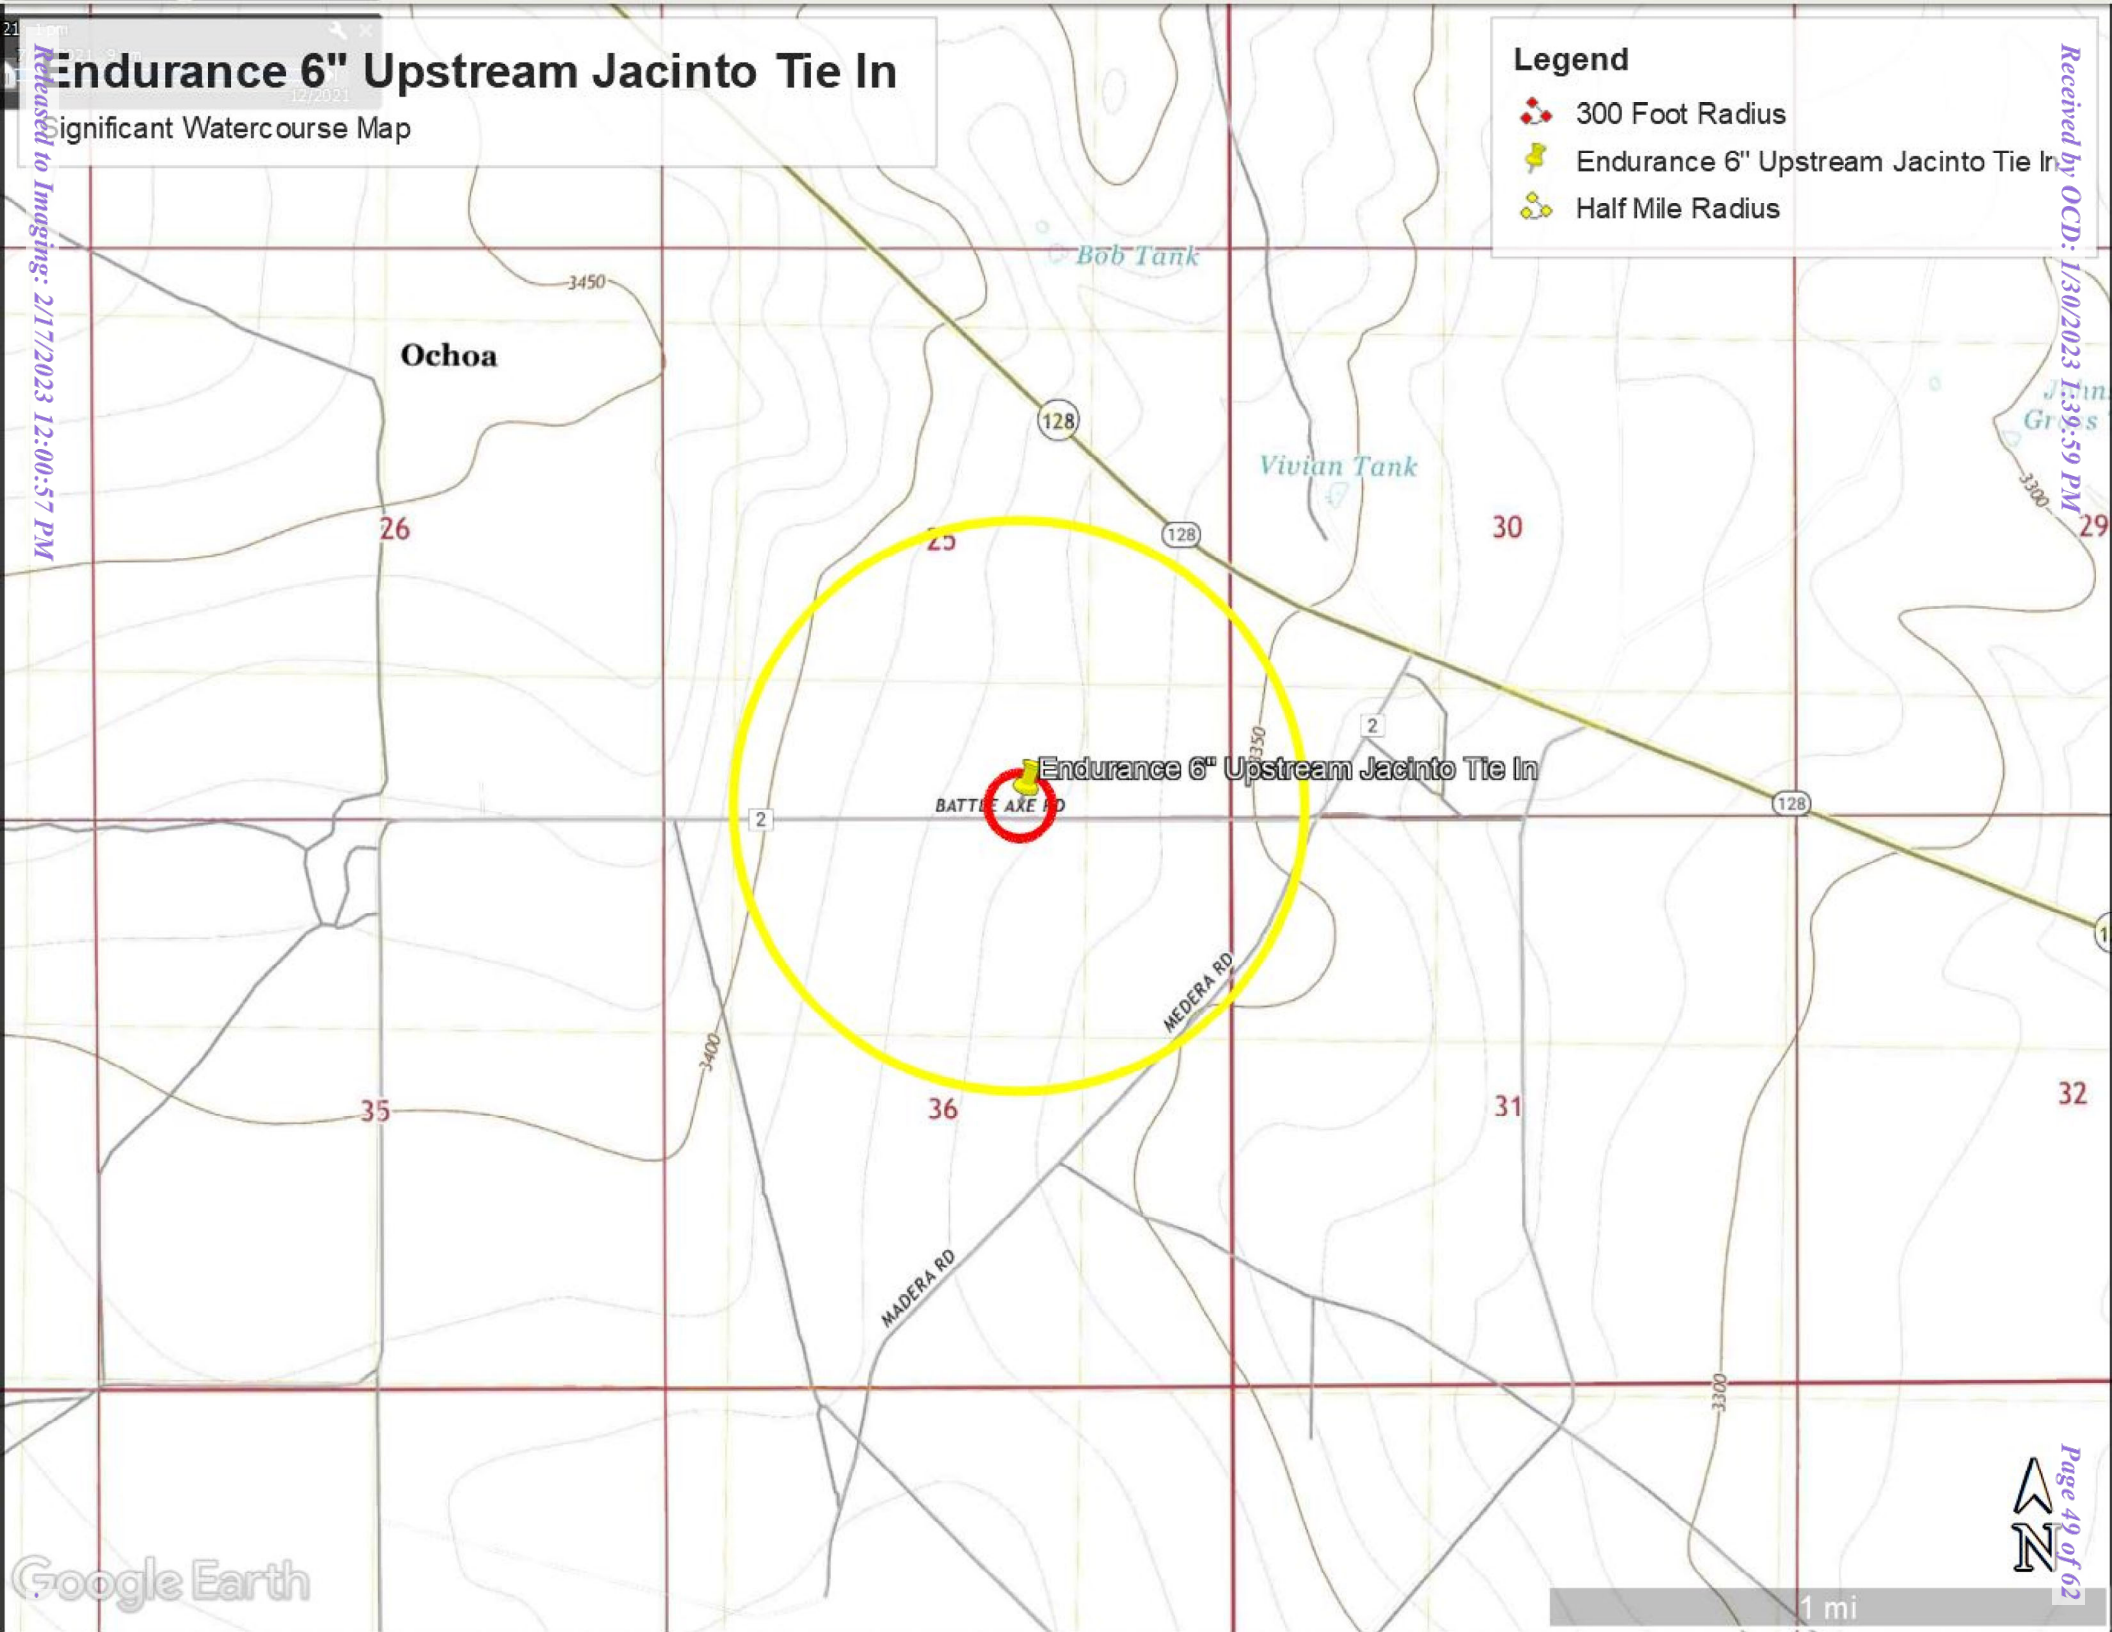 Endurance 6" Upstream Jacinto Tie In
Significant Watercourse Map
12/2021
Legend
300 Foot Radius
Endurance 6" Upstream Jacinto Tie In
Half Mile Radius
Released to Imaging: 2/17/2023 12:00:57 PM
Received by OCD: 1/30/2023 1:39:59 PM
Bob Tank
3450
Ochoa
128
Vivian Tank
3300
26
25
128
30
29
2
3350
Endurance 6" Upstream Jacinto Tie In
BATTLE AXE RD
2
128
MEDERA RD
3400
35
36
31
32
MADERA RD
3300
N
Page 49 of 62
Google Earth
1 mi